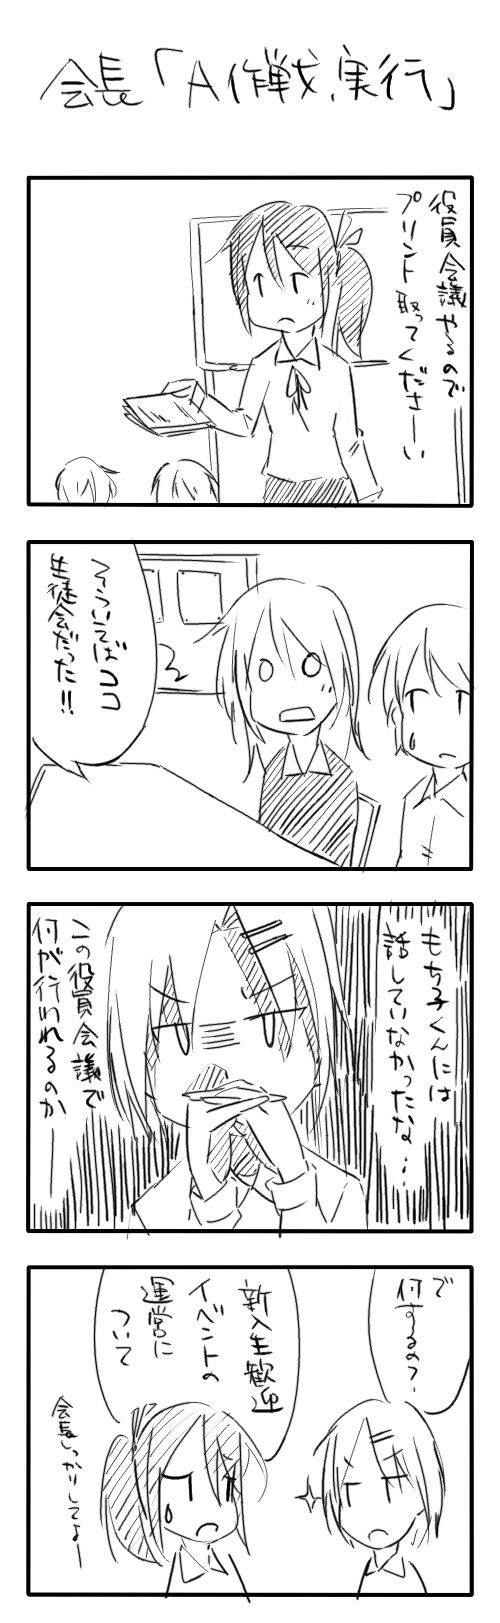 会長「A作戦、実行」
役員会議やるので
プリント取ってくださーい
そういえばココ
生徒会だった!!
もち子くんには
話していなかったな…
この役員会議で
何が行われるのか―
で
何するの?
新入生歓迎
イベントの
運営に
ついて
会長しっかりしてよー